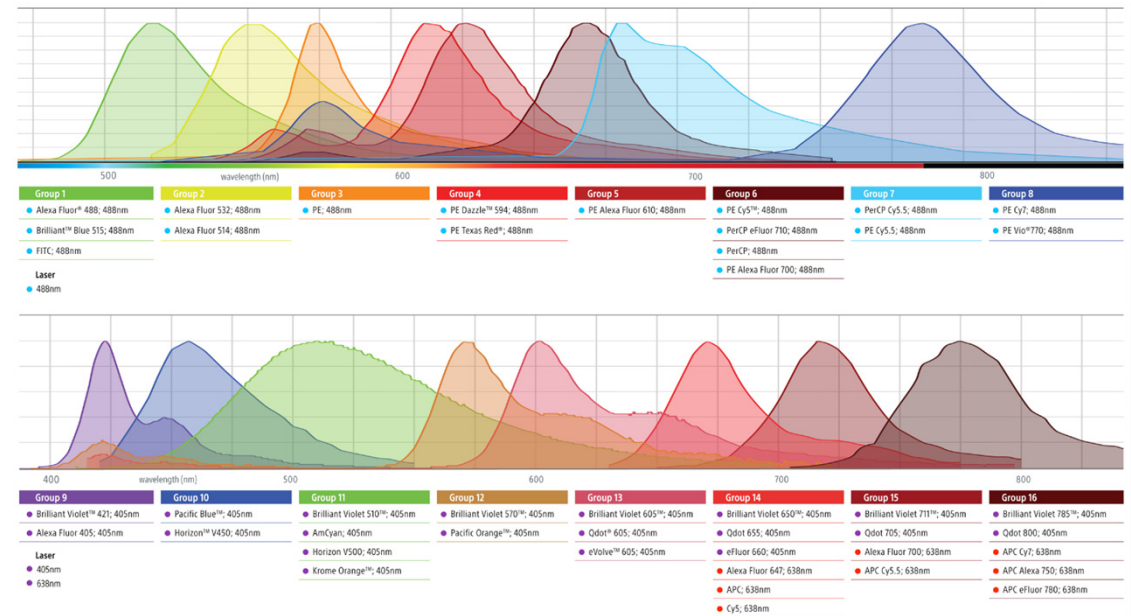 500
wavelength (nm)
600
700
800
Group 1
Alexa Fluor® 488; 488nm
Brilliant™ Blue 515; 488nm
FITC; 488nm
Laser
488nm
Group 2
Alexa Fluor 532; 488nm
Alexa Fluor 514; 488nm
Group 3
PE; 488nm
Group 4
PE Dazzle™ 594; 488nm
PE Texas Red®; 488nm
Group 5
PE Alexa Fluor 610; 488nm
Group 6
PE Cy5™; 488nm
PerCP eFluor 710; 488nm
PerCP; 488nm
PE Alexa Fluor 700; 488nm
Group 7
PerCP Cy5.5; 488nm
PE Cy5.5; 488nm
Group 8
PE Cy7; 488nm
PE Vio®770; 488nm
400
wavelength (nm)
500
600
800
Group 9
Brilliant Violet™ 421; 405nm
Alexa Fluor 405; 405nm
Laser
405nm
638nm
Group 10
Pacific Blue™; 405nm
Horizon™ V450; 405nm
Group 11
Brilliant Violet 510™; 405nm
AmCyan; 405nm
Horizon V500; 405nm
Krome Orange™; 405nm
Group 12
Brilliant Violet 570™; 405nm
Pacific Orange™; 405nm
Group 13
Brilliant Violet 605™; 405nm
Qdot® 605; 405nm
eVolve™ 605; 405nm
Group 14
Brilliant Violet 650™; 405nm
Qdot 655; 405nm
eFluor 660; 405nm
Alexa Fluor 647; 638nm
APC; 638nm
Cy5; 638nm
Group 15
Brilliant Violet 711™; 405nm
Qdot 705; 405nm
Alexa Fluor 700; 638nm
APC Cy5.5; 638nm
Group 16
Brilliant Violet 785™; 405nm
Qdot 800; 405nm
APC Cy7; 638nm
APC Alexa 750; 638nm
APC eFluor 780; 638nm